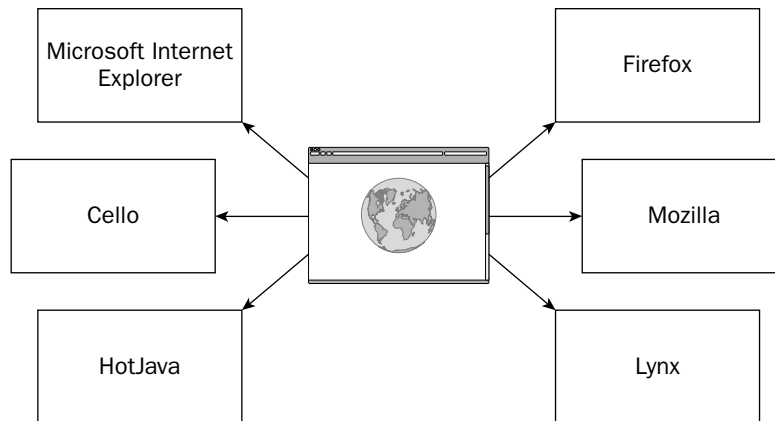 Microsoft Internet
Explorer
Firefox
Cello
Mozilla
HotJava
Lynx